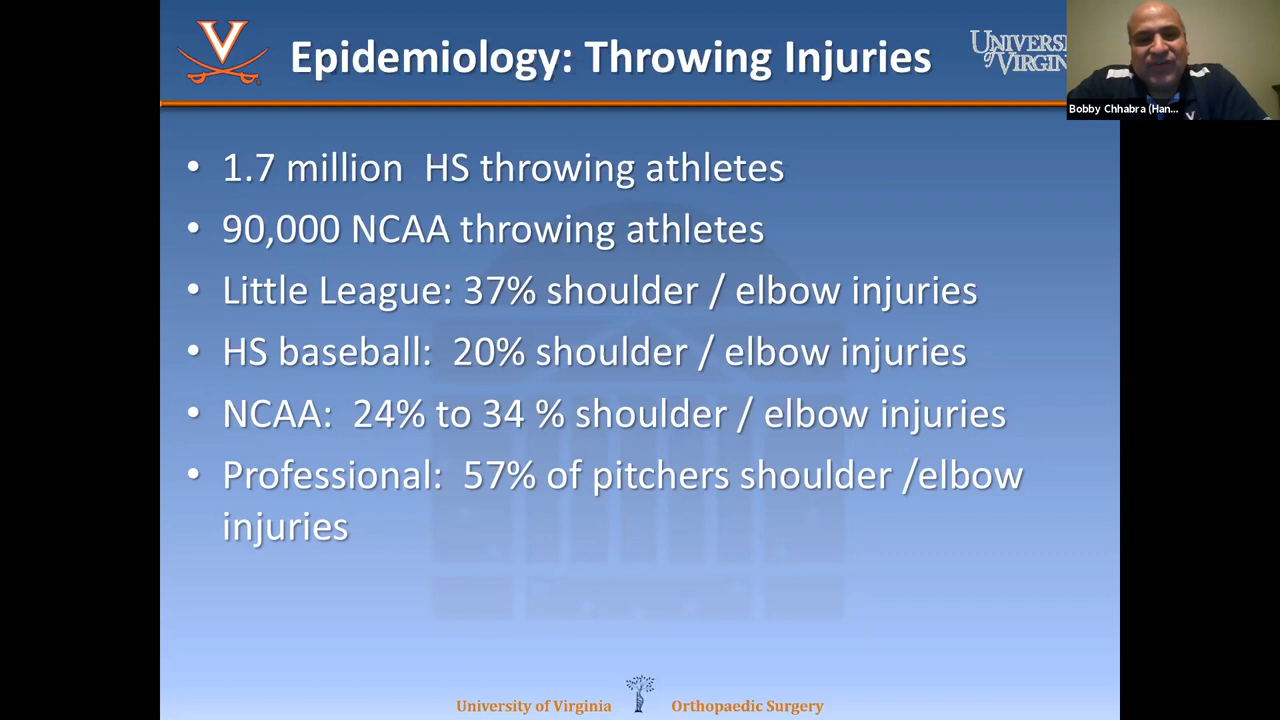 Epidemiology: Throwing Injuries
UNIVERS
of VIRGIN
Bobby Chhabra (Han...
• 1.7 million HS throwing athletes
• 90,000 NCAA throwing athletes
• Little League: 37% shoulder / elbow injuries
• HS baseball: 20% shoulder / elbow injuries
• NCAA: 24% to 34 % shoulder / elbow injuries
• Professional: 57% of pitchers shoulder /elbow
injuries
University of Virginia Orthopaedic Surgery